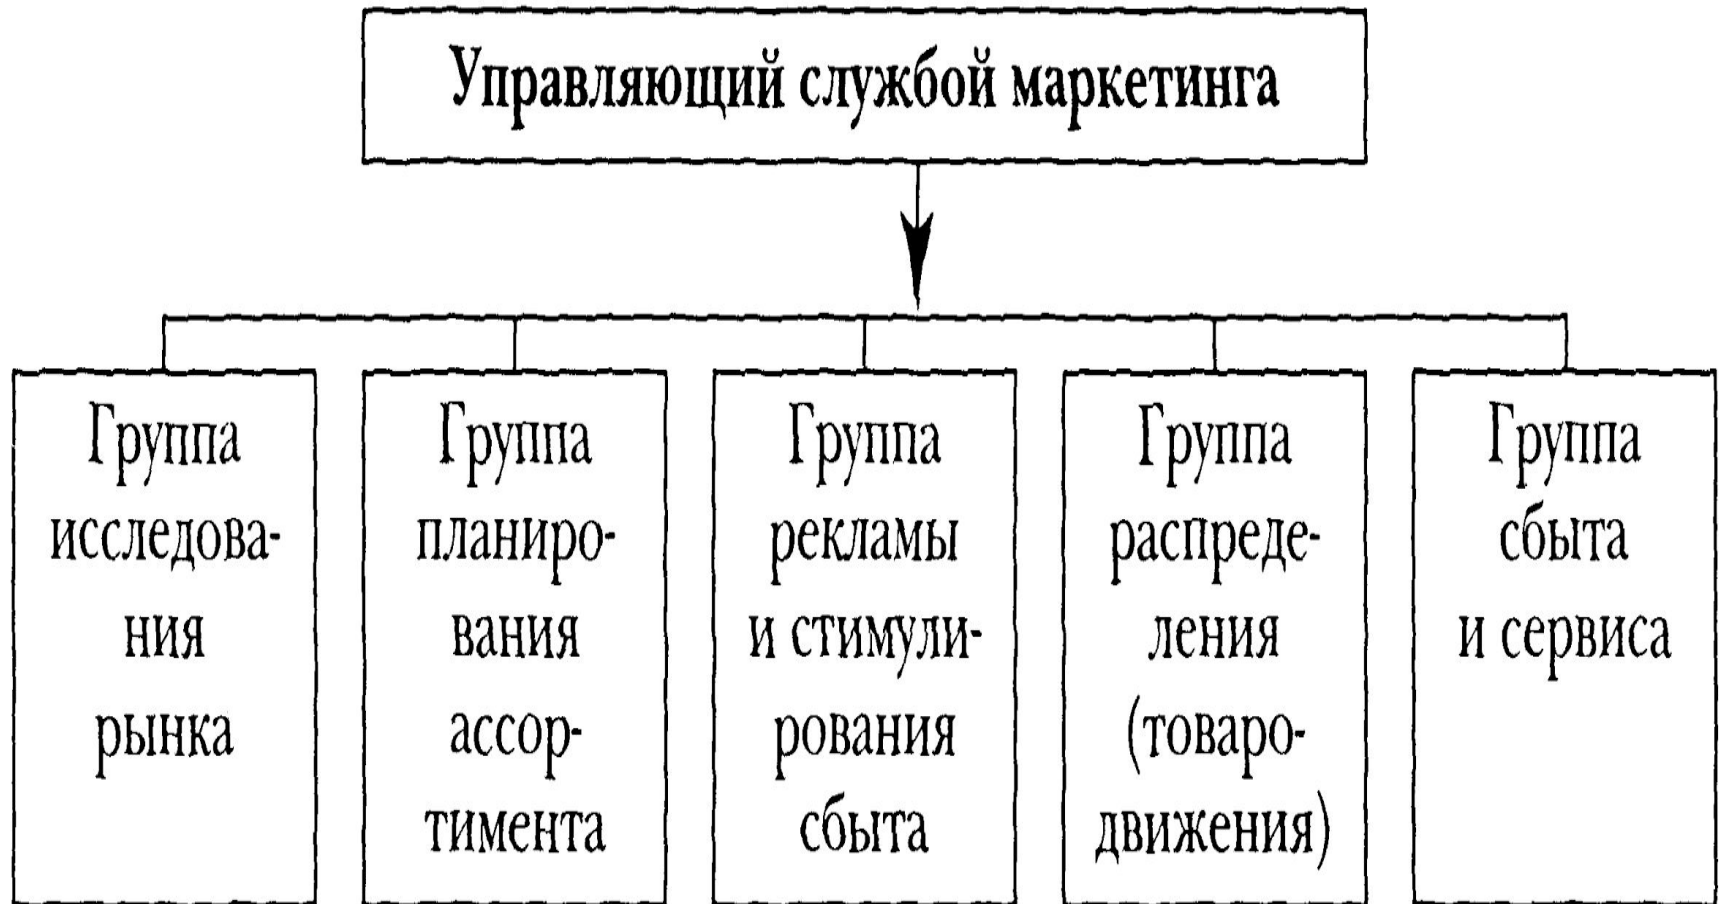 Управляющий службой маркетинга
Группа
исследова-
ния
рынка
Группа
планиро-
вания
ассор-
тимента
Группа
рекламы
и стимули-
рования
сбыта
Группа
распреде-
ления
(товаро-
движения)
Группа
сбыта
и сервиса